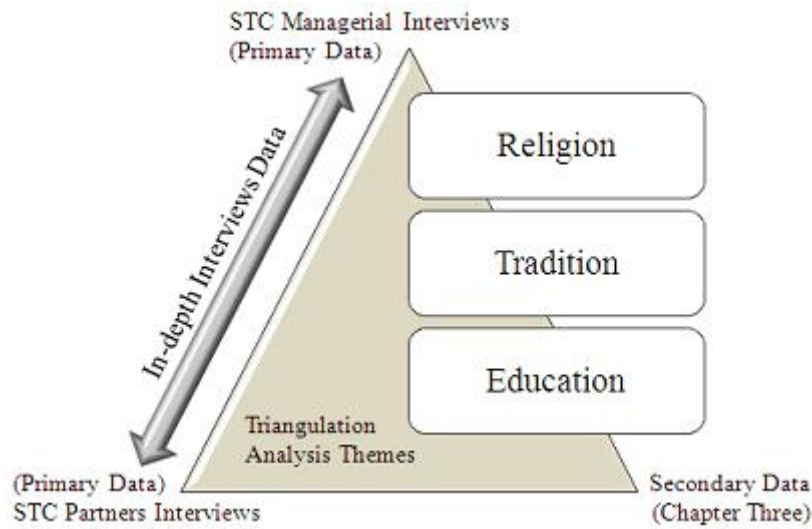 STC Managerial Interviews
(Primary Data)
In-depth Interviews Data
Religion
Tradition
Education
Triangulation
Analysis Themes
(Primary Data)
STC Partners Interviews
Secondary Data
(Chapter Three)